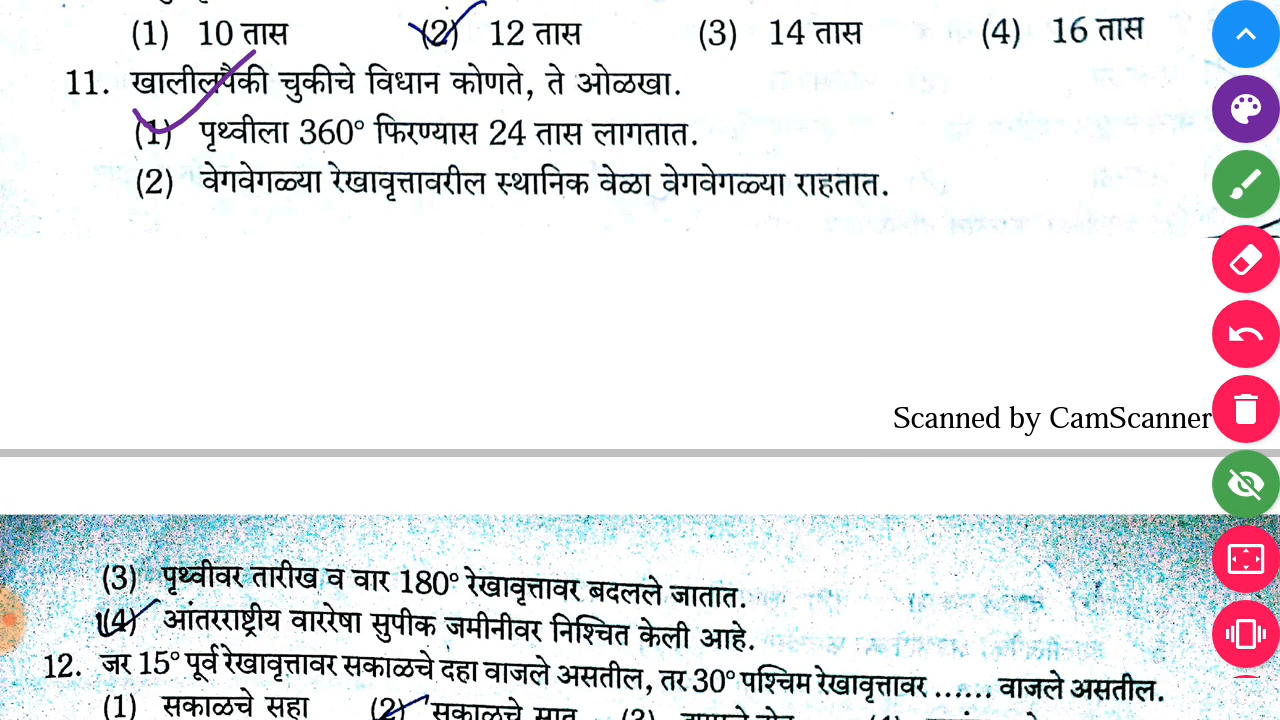 (1) 10 तास (2) 12 तास (3) 14 तास (4) 16 तास
11. खालीलपैकी चुकीचे विधान कोणते, ते ओळखा.
(1) पृथ्वीला 360° फिरण्यास 24 तास लागतात.
(2) वेगवेगळ्या रेखावृत्तावरील स्थानिक वेळा वेगवेगळ्या राहतात.
Scanned by CamScanner
(3) पृथ्वीवर तारीख व वार 180° रेखावृत्तावर बदलले जातात.
(4) आंतरराष्ट्रीय वाररेषा सुपीक जमीनीवर निश्चित केली आहे.
12. जर 15° पूर्व रेखावृत्तावर सकाळचे दहा वाजले असतील, तर 30° पश्चिम रेखावृत्तावर ...... वाजले असतील.
(1) सकाळचे सहा (2) सकाळचे सात (3)